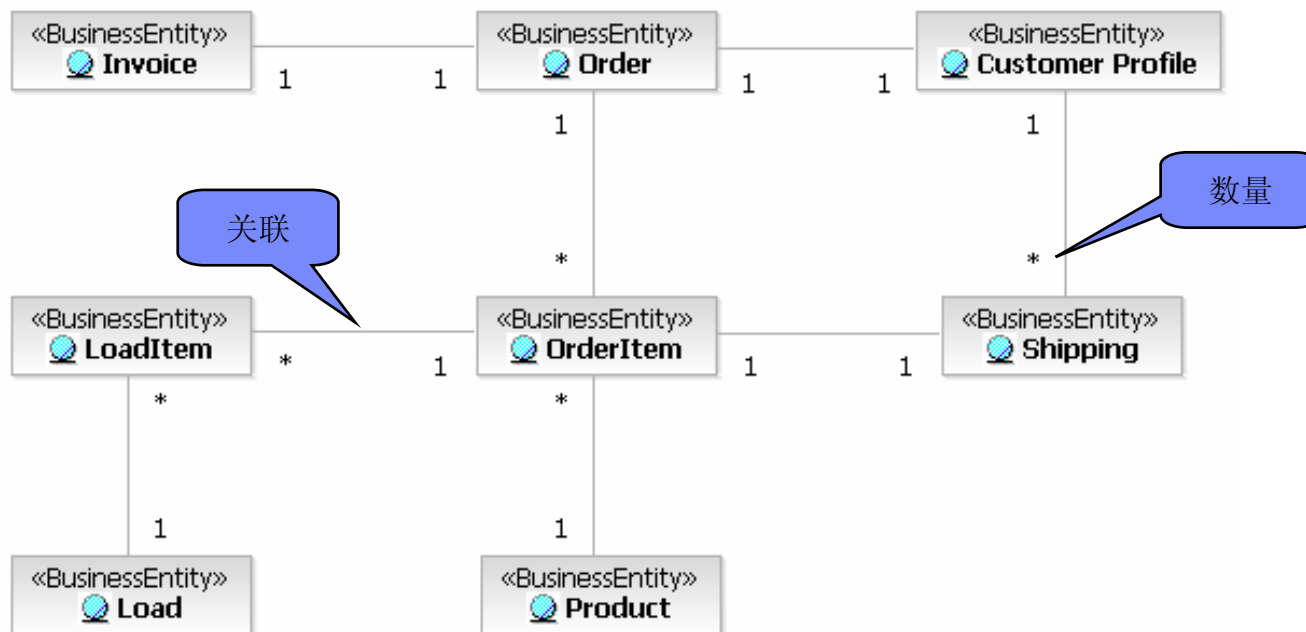 «BusinessEntity»
Invoice
1
1
«BusinessEntity»
Order
1
1
«BusinessEntity»
Customer Profile
1
1
关联
数量
*
*
«BusinessEntity»
LoadItem
*
1
«BusinessEntity»
OrderItem
1
1
«BusinessEntity»
Shipping
*
*
1
1
«BusinessEntity»
Load
«BusinessEntity»
Product